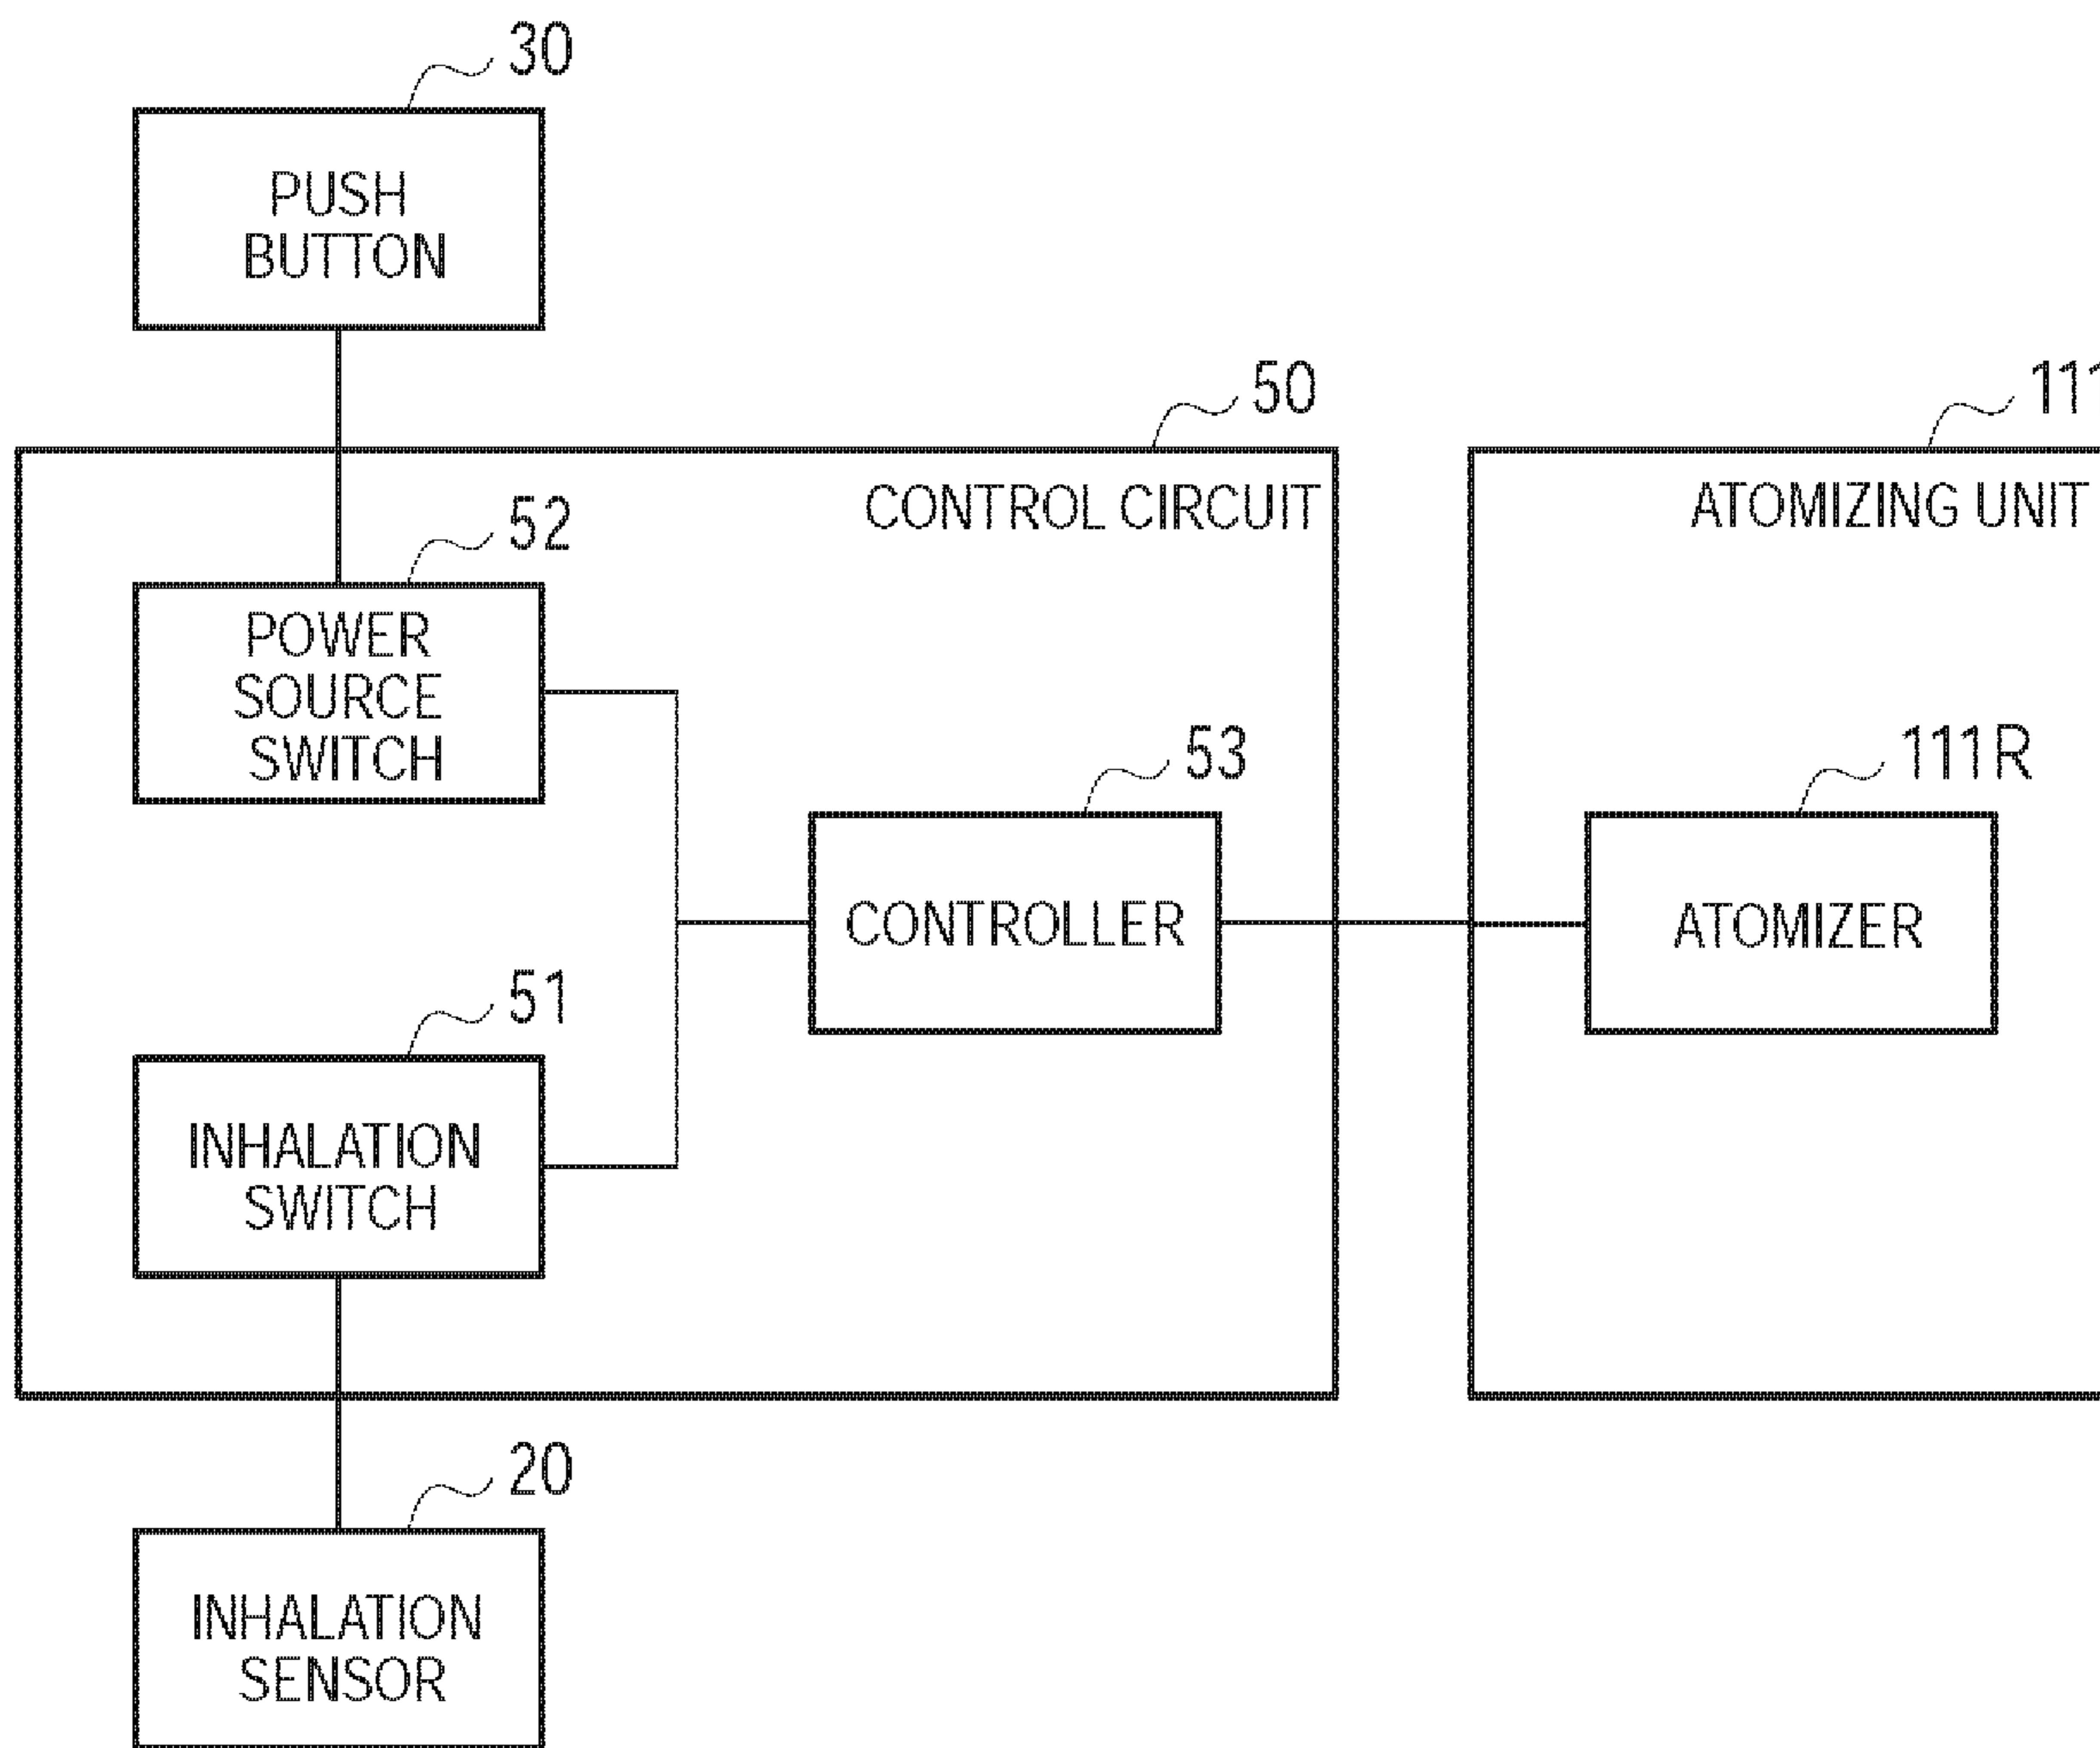 30
PUSH
BUTTON
50
111
CONTROL CIRCUIT
ATOMIZING UNIT
52
POWER
SOURCE
SWITCH
53
111R
CONTROLLER
ATOMIZER
51
INHALATION
SWITCH
20
INHALATION
SENSOR